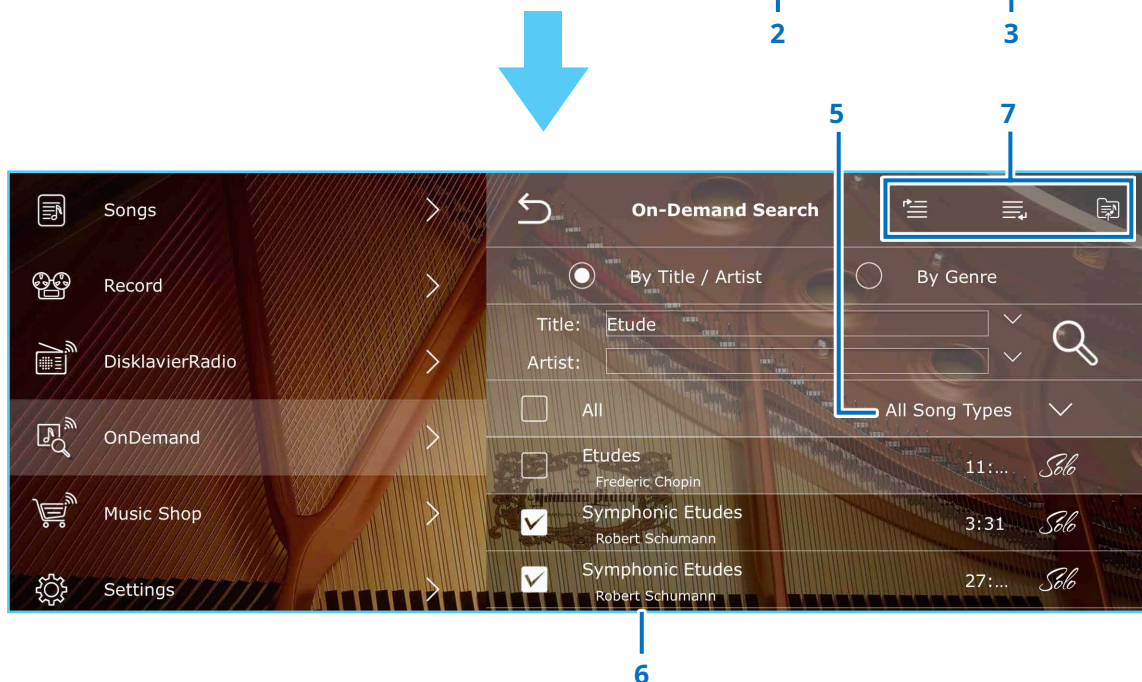 2 3
5 7
Songs
Record
DisklavierRadio
OnDemand
Music Shop
Settings
On-Demand Search
By Title / Artist By Genre
Title: Etude
Artist:
All All Song Types
Etudes 11:... Solo
Frederic Chopin
Symphonic Etudes 3:31 Solo
Robert Schumann
Symphonic Etudes 27:... Solo
Robert Schumann
Yamaha Piano
6